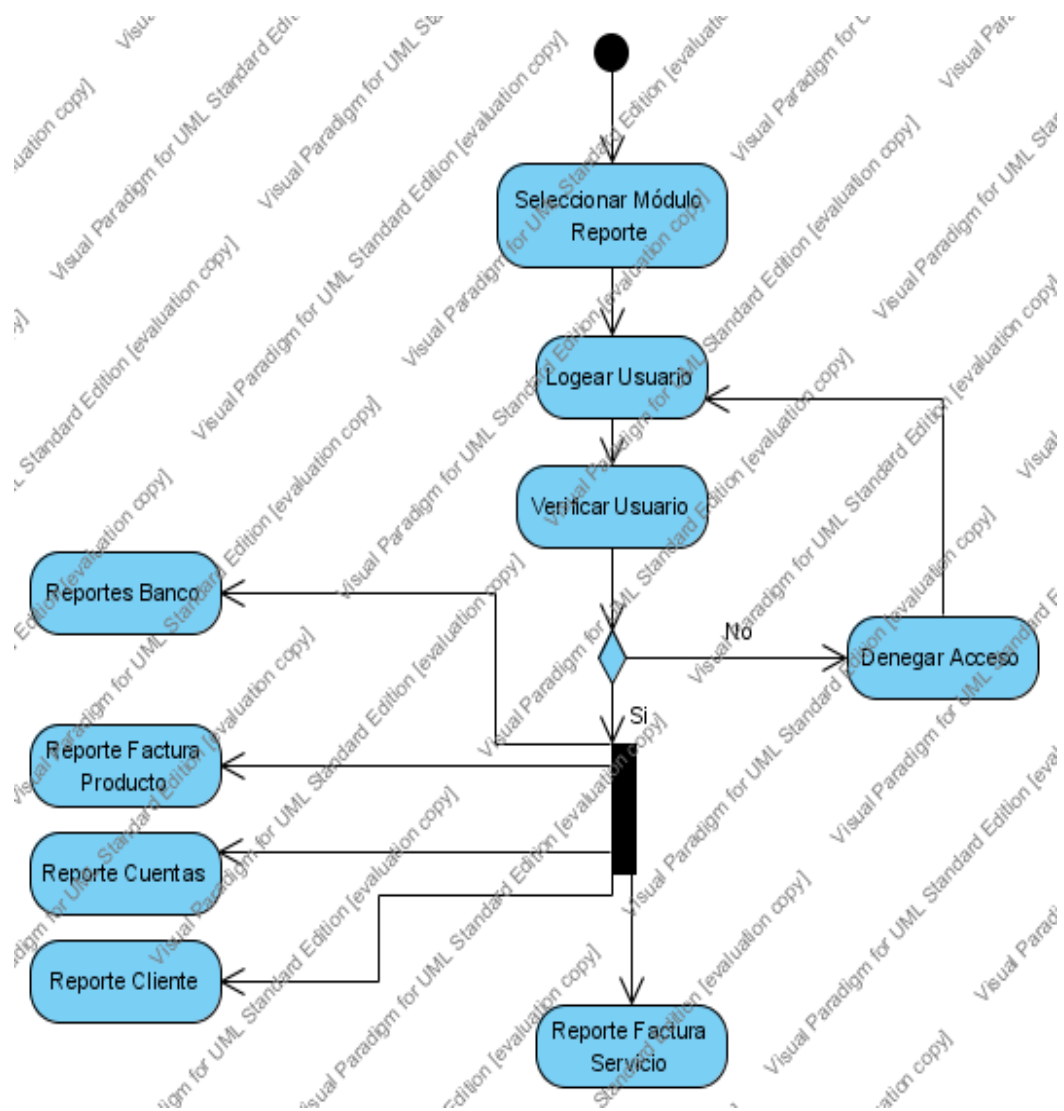 Seleccionar Módulo
Reporte
Logear Usuario
Verificar Usuario
Reportes Banco
No
Denegar Acceso
Si
Reporte Factura
Producto
Reporte Cuentas
Reporte Cliente
Reporte Factura
Servicio
Visual Paradigm for UML Standard Edition [evaluation copy]